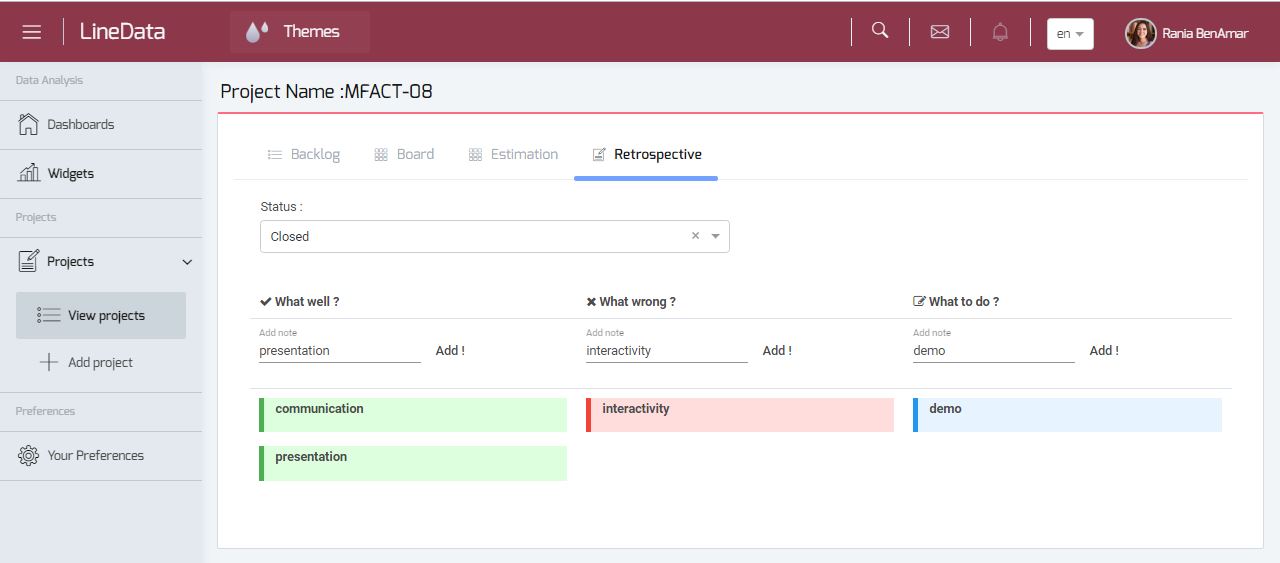 LineData Themes en Rania BenAmar
Data Analysis
Dashboards
Widgets
Projects
Projects
View projects
Add project
Preferences
Your Preferences
Project Name :MFACT-08
Backlog Board Estimation Retrospective
Status :
Closed ×
What well ? What wrong ? What to do ?
Add note Add note Add note
presentation Add ! interactivity Add ! demo Add !
communication interactivity demo
presentation